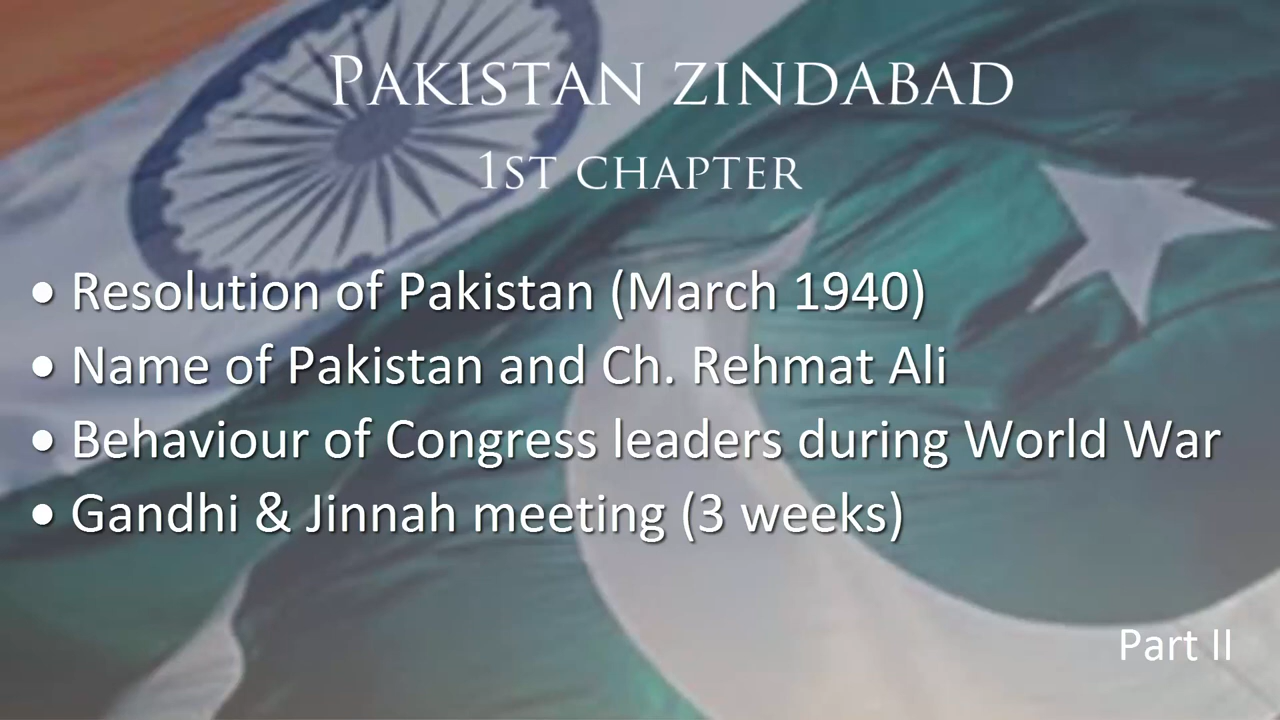 PAKISTAN ZINDABAD
1ST CHAPTER
• Resolution of Pakistan (March 1940)
• Name of Pakistan and Ch. Rehmat Ali
• Behaviour of Congress leaders during World War
• Gandhi & Jinnah meeting (3 weeks)
Part II